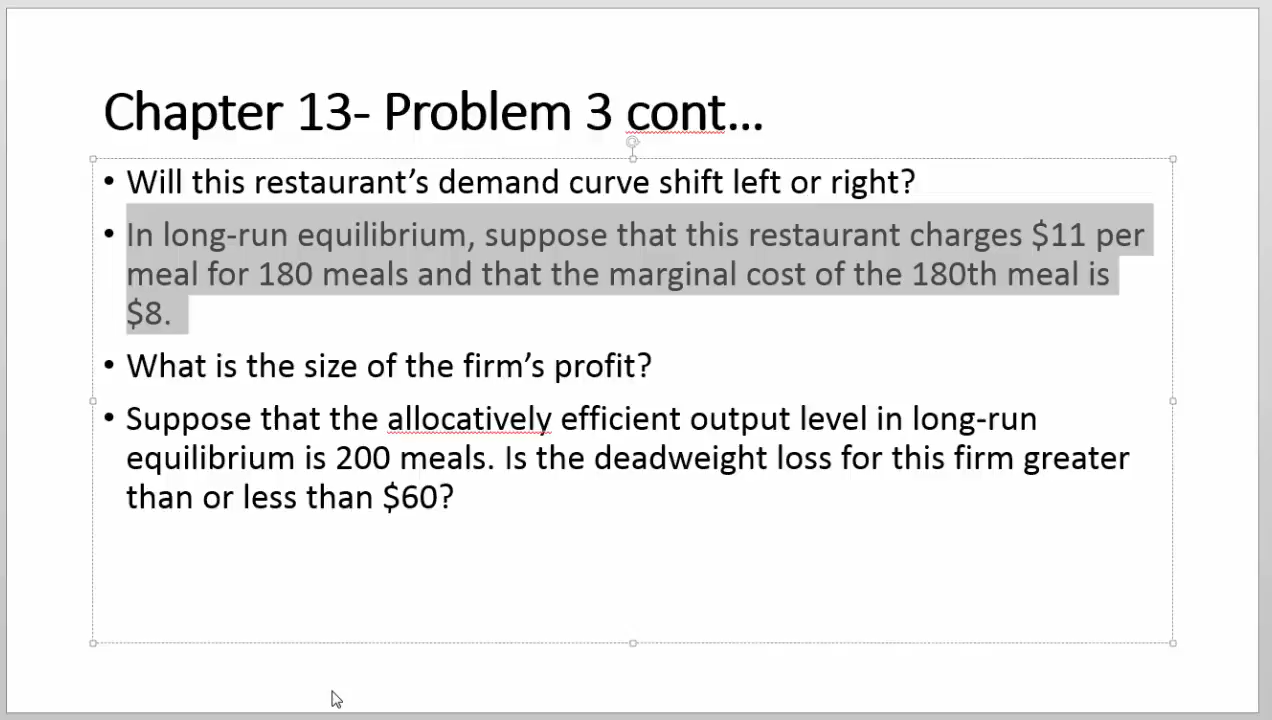 Chapter 13- Problem 3 cont...
• Will this restaurant’s demand curve shift left or right?
• In long-run equilibrium, suppose that this restaurant charges $11 per
meal for 180 meals and that the marginal cost of the 180th meal is
$8.
• What is the size of the firm’s profit?
• Suppose that the allocatively efficient output level in long-run
equilibrium is 200 meals. Is the deadweight loss for this firm greater
than or less than $60?